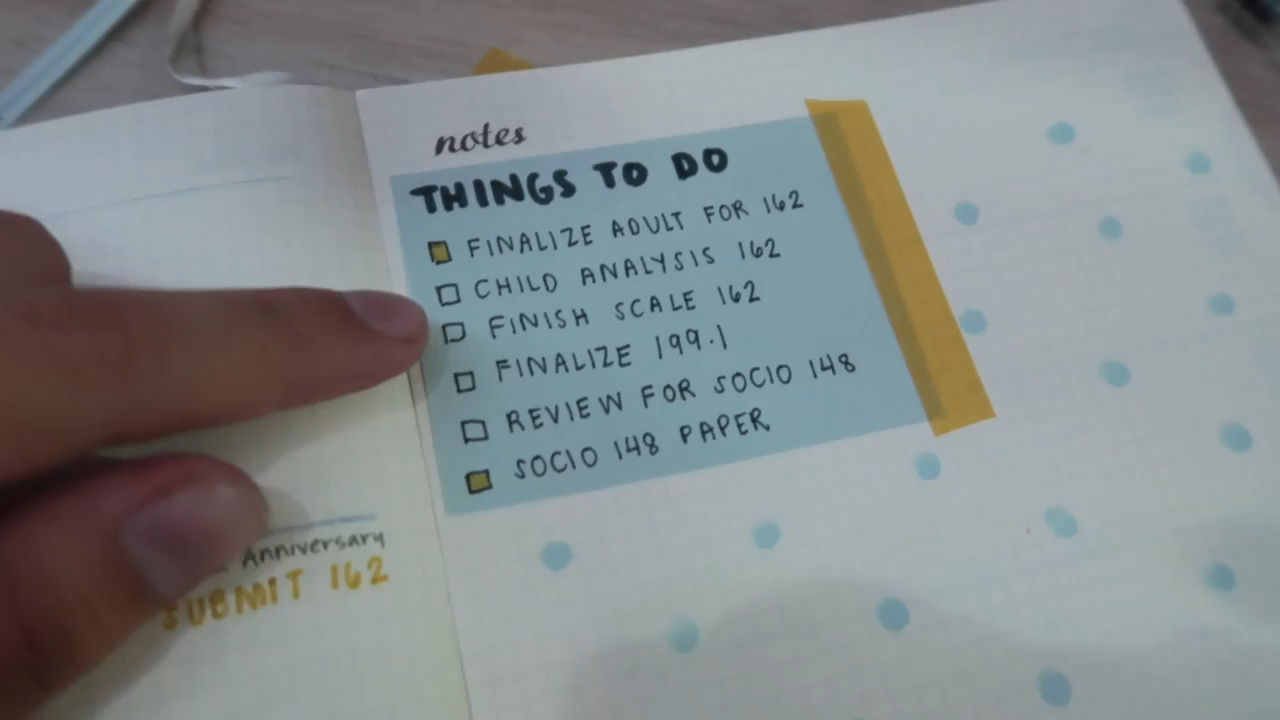 notes
THINGS TO DO
FINALIZE ADULT FOR 162
CHILD ANALYSIS 162
FINISH SCALE 162
FINALIZE 199.1
REVIEW FOR SOCIO 148
SOCIO 148 PAPER
Anniversary
SUBMIT 162